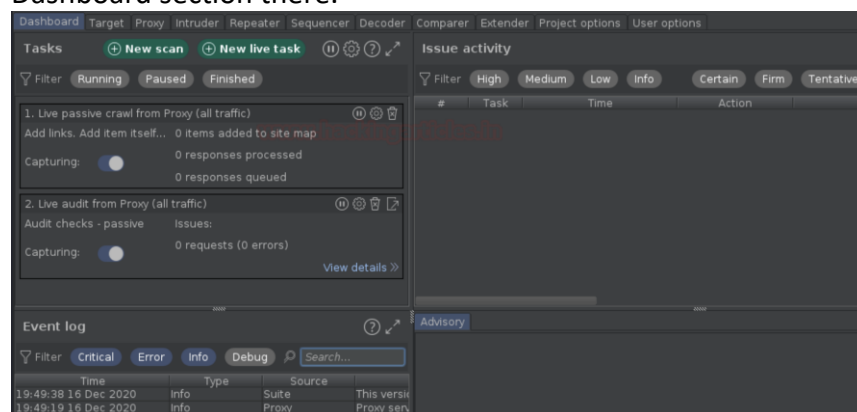 Dashboard section there.
Dashboard Target Proxy Intruder Repeater Sequencer Decoder Comparer Extender Project options User options
Tasks New scan New live task
Filter Running Paused Finished
1. Live passive crawl from Proxy (all traffic)
Add links. Add item itself... 0 items added to site map
Capturing: 0 responses processed
0 responses queued
2. Live audit from Proxy (all traffic)
Audit checks - passive Issues:
Capturing: 0 requests (0 errors)
View details »
Issue activity
Filter High Medium Low Info Certain Firm Tentative
# Task Time Action
Event log
Filter Critical Error Info Debug Search...
Time Type Source
19:49:38 16 Dec 2020 Info Suite This versi
19:49:19 16 Dec 2020 Info Proxy Proxy serv
Advisory